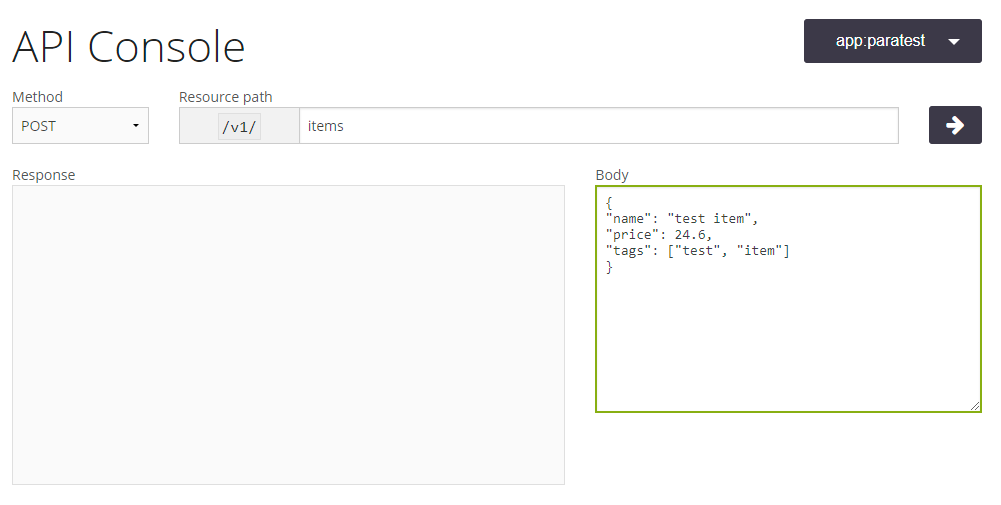 API Console
app:paratest
Method
Resource path
POST
/v1/
items
Response
Body
{
"name": "test item",
"price": 24.6,
"tags": ["test", "item"]
}